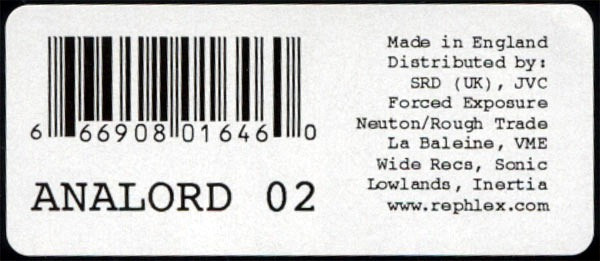 6 66908 01646 0
ANALORD 02
Made in England
Distributed by:
SRD (UK), JVC
Forced Exposure
Neuton/Rough Trade
La Baleine, VME
Wide Recs, Sonic
Lowlands, Inertia
www.rephlex.com